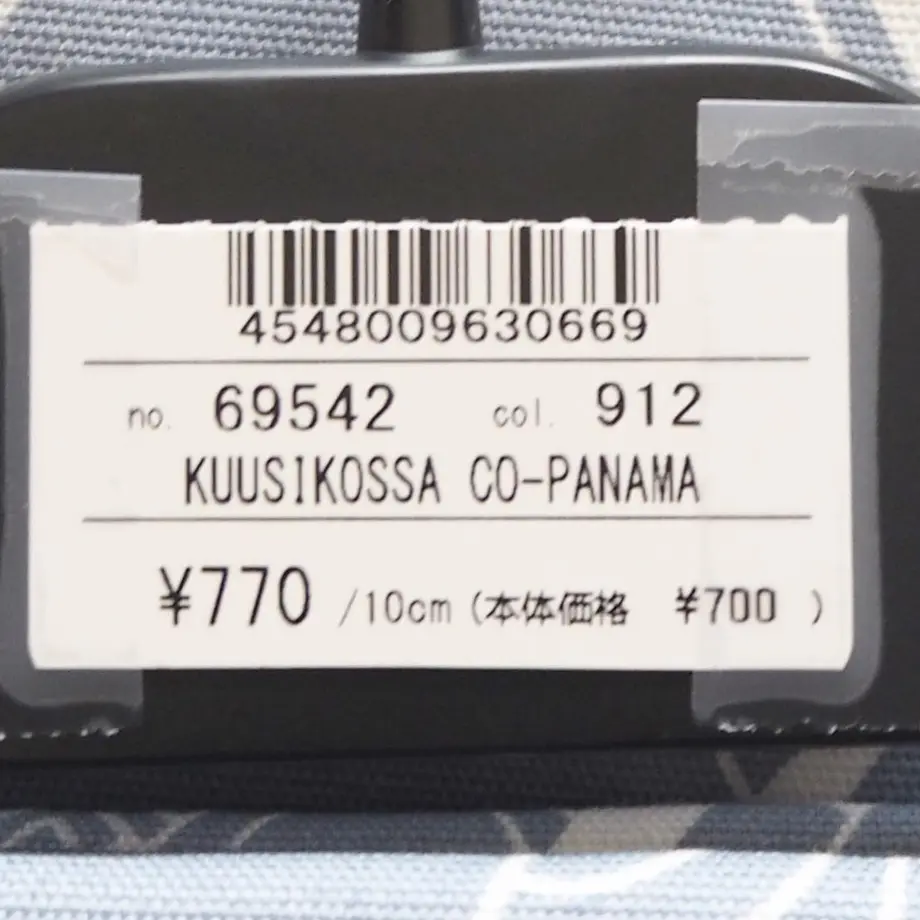 4548009630669
no. 69542 col. 912
KUUSIKOSSA CO-PANAMA
¥770 /10cm (本体価格 ¥700 )